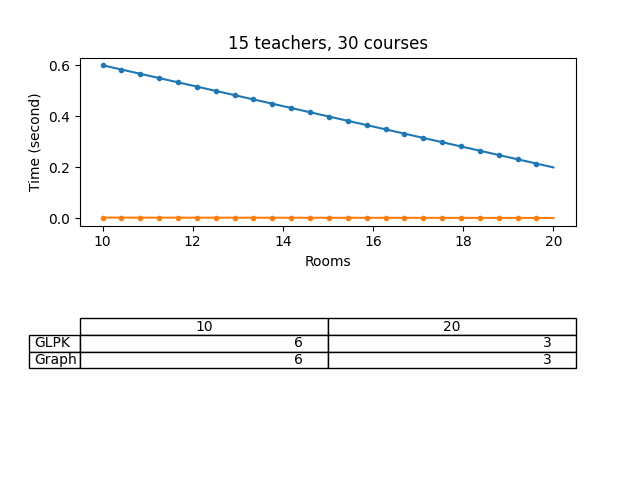 15 teachers, 30 courses
0.6
0.4
0.2
0.0
Time (second)
10 12 14 16 18 20
Rooms
10 20
GLPK 6 3
Graph 6 3